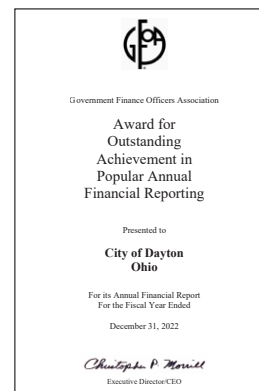 GFOA
Government Finance Officers Association
Award for
Outstanding
Achievement in
Popular Annual
Financial Reporting
Presented to
City of Dayton
Ohio
For its Annual Financial Report
For the Fiscal Year Ended
December 31, 2022
Christopher P. Morrill
Executive Director/CEO